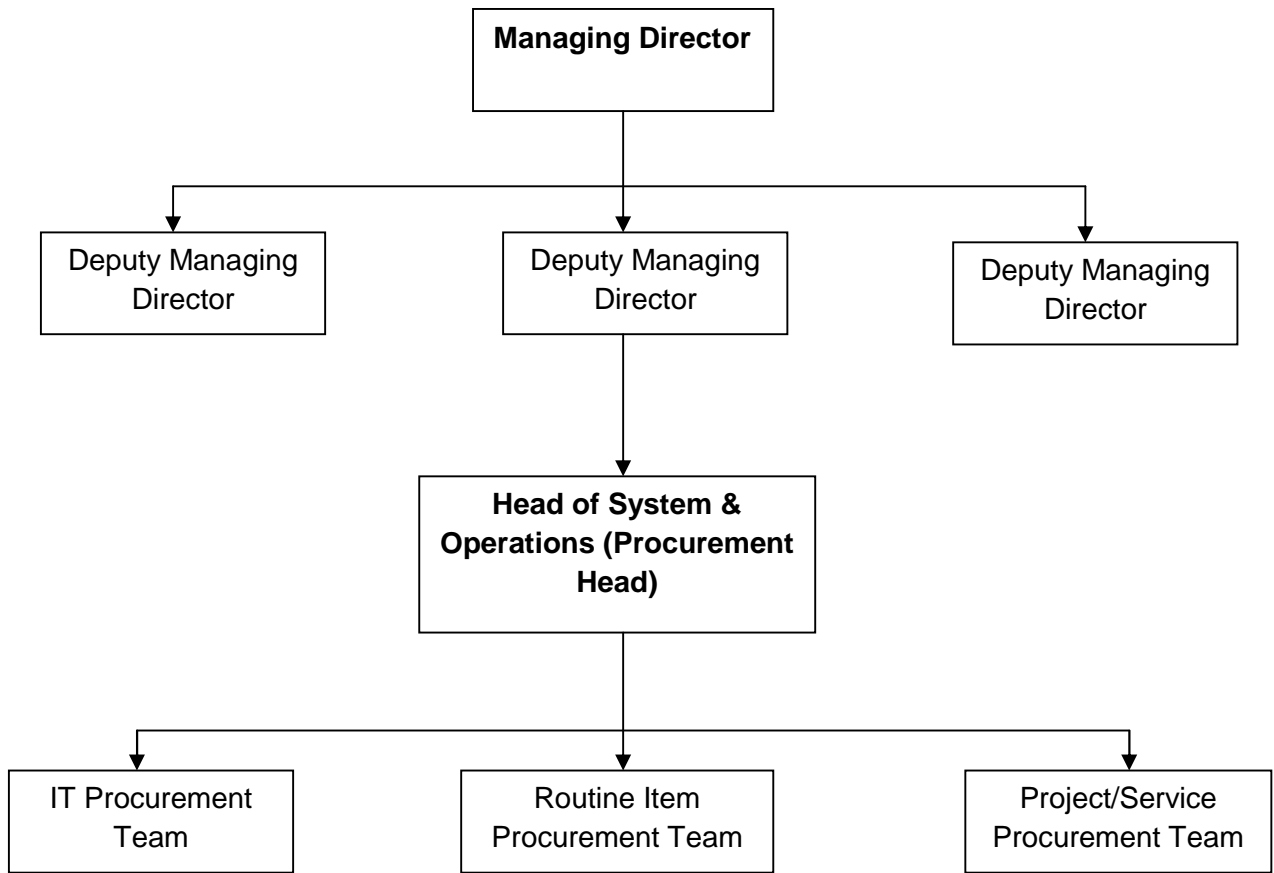 Managing Director
Deputy Managing
Director
Deputy Managing
Director
Deputy Managing
Director
Head of System &
Operations (Procurement
Head)
IT Procurement
Team
Routine Item
Procurement Team
Project/Service
Procurement Team